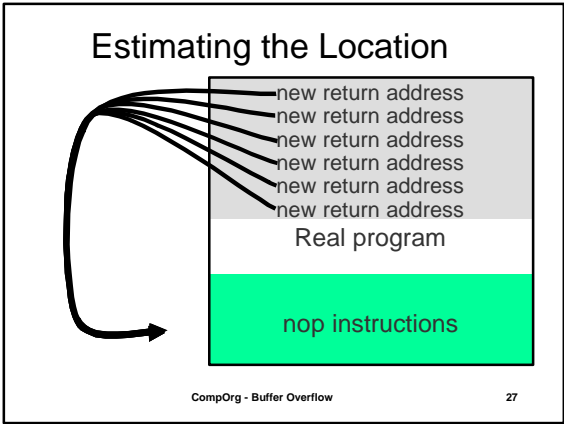 Estimating the Location
new return address
new return address
new return address
new return address
new return address
new return address
Real program
nop instructions
CompOrg - Buffer Overflow
27